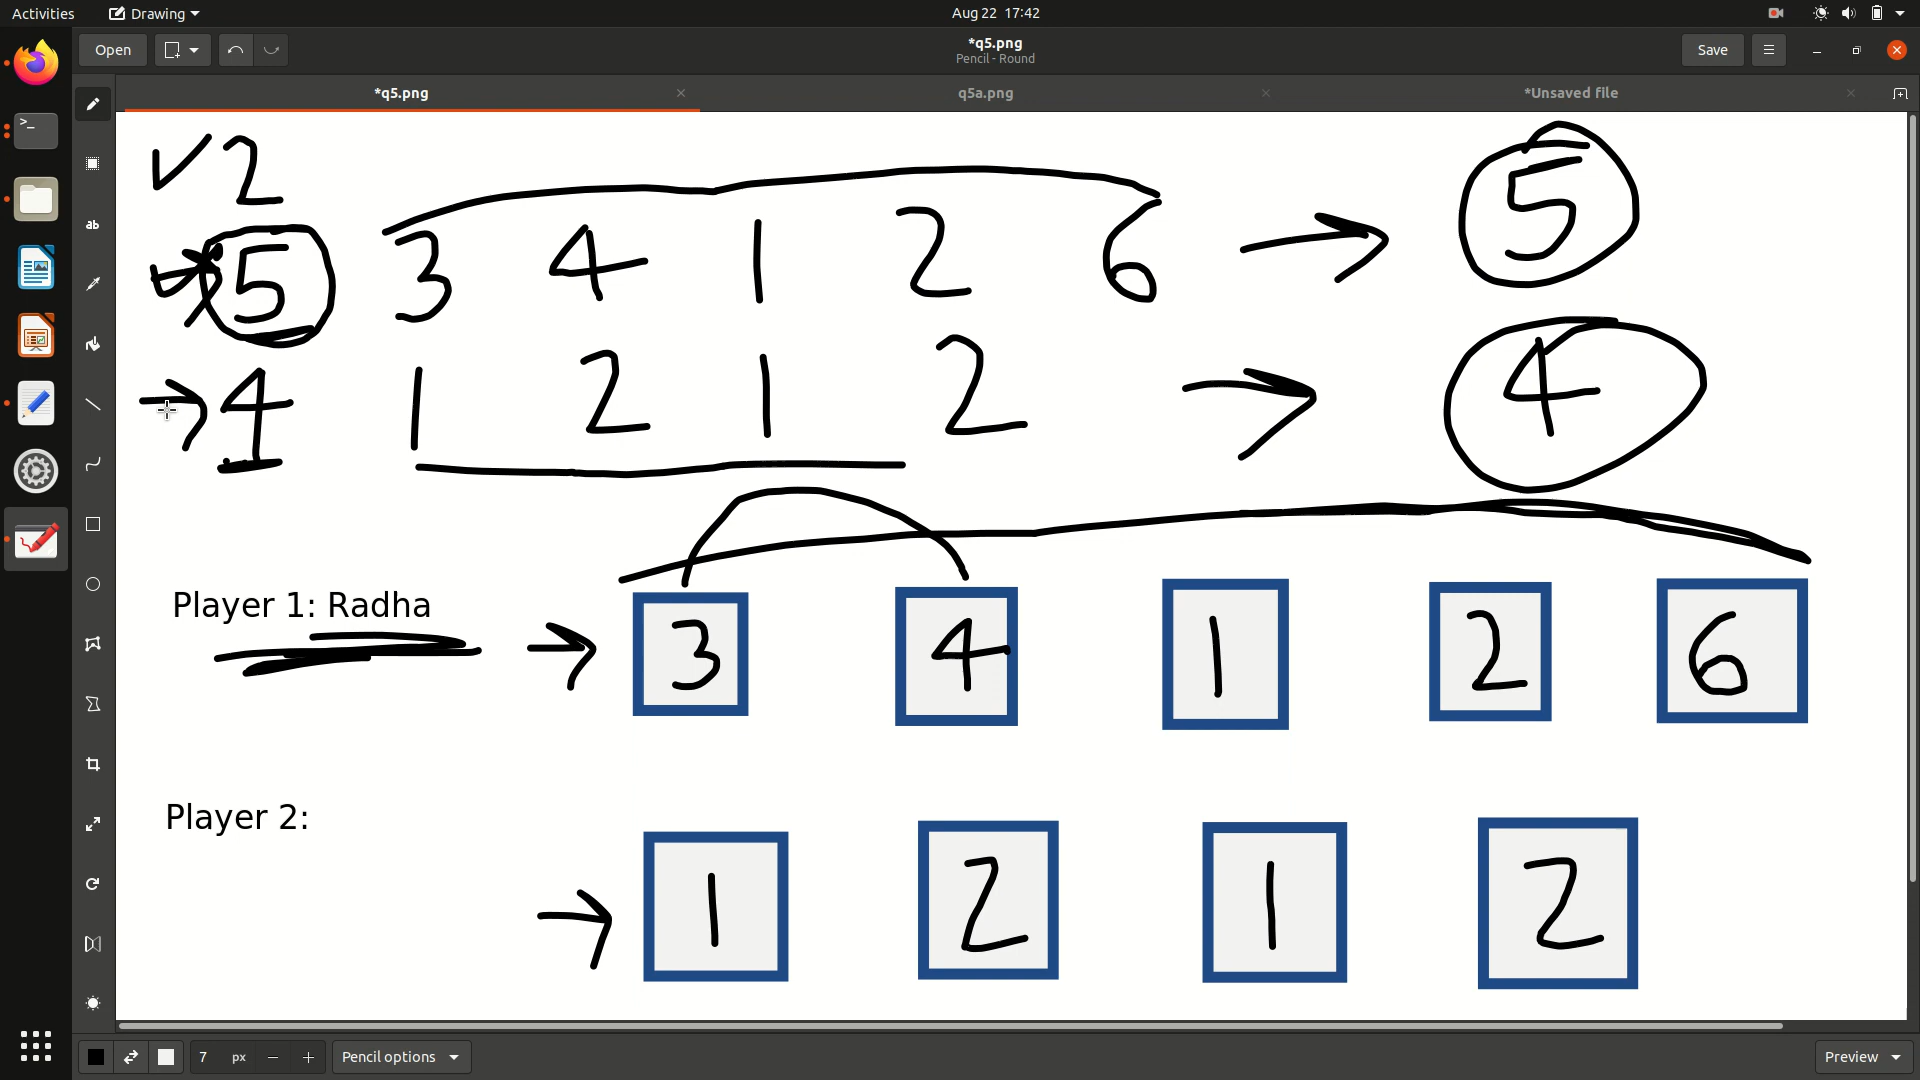 Activities Drawing Aug 22 17:42
Open *q5.png Save
Pencil - Round
*q5.png q5a.png *Unsaved file
2
5 3 4 1 2 6 → 5
→ 4 1 2 1 2 → 4
Player 1: Radha → 3 4 1 2 6
Player 2:
→ 1 2 1 2
7 px − + Pencil options Preview